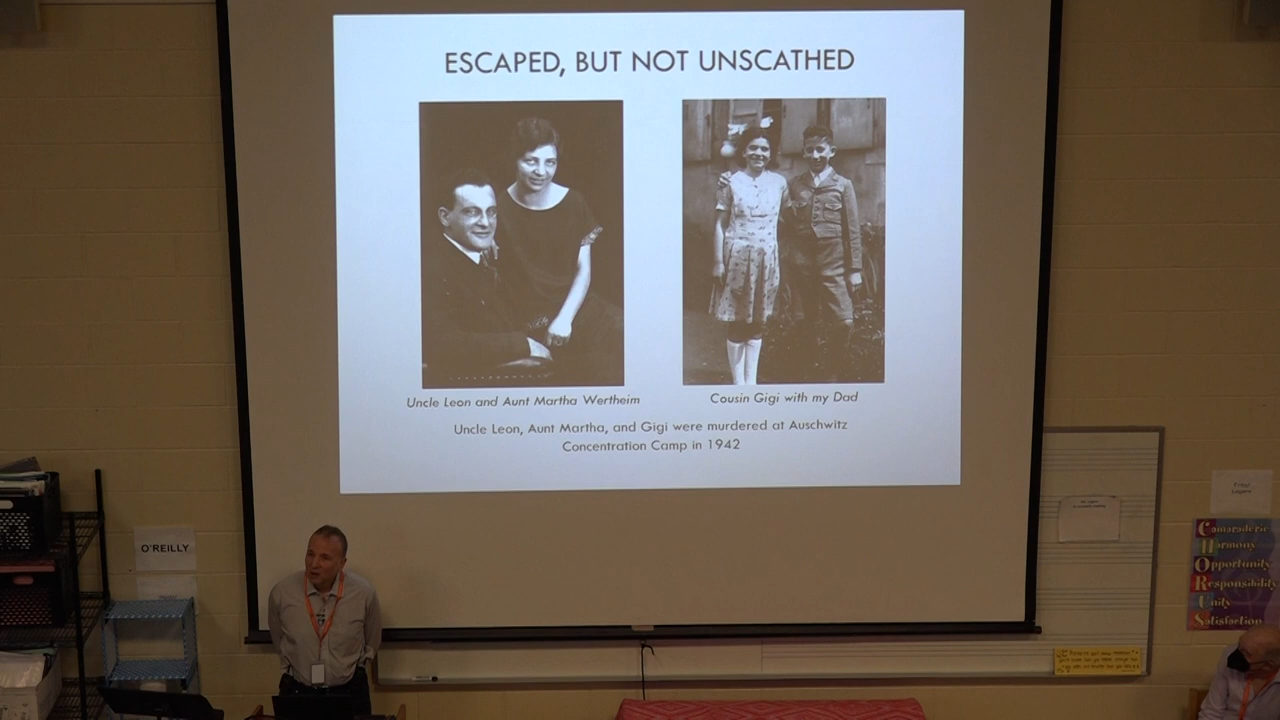 ESCAPED, BUT NOT UNSCATHED
Uncle Leon and Aunt Martha Wertheim
Cousin Gigi with my Dad
Uncle Leon, Aunt Martha, and Gigi were murdered at Auschwitz
Concentration Camp in 1942
O'REILLY
Camaraderie
Harmony
Opportunity
Responsibility
Unity
Satisfaction